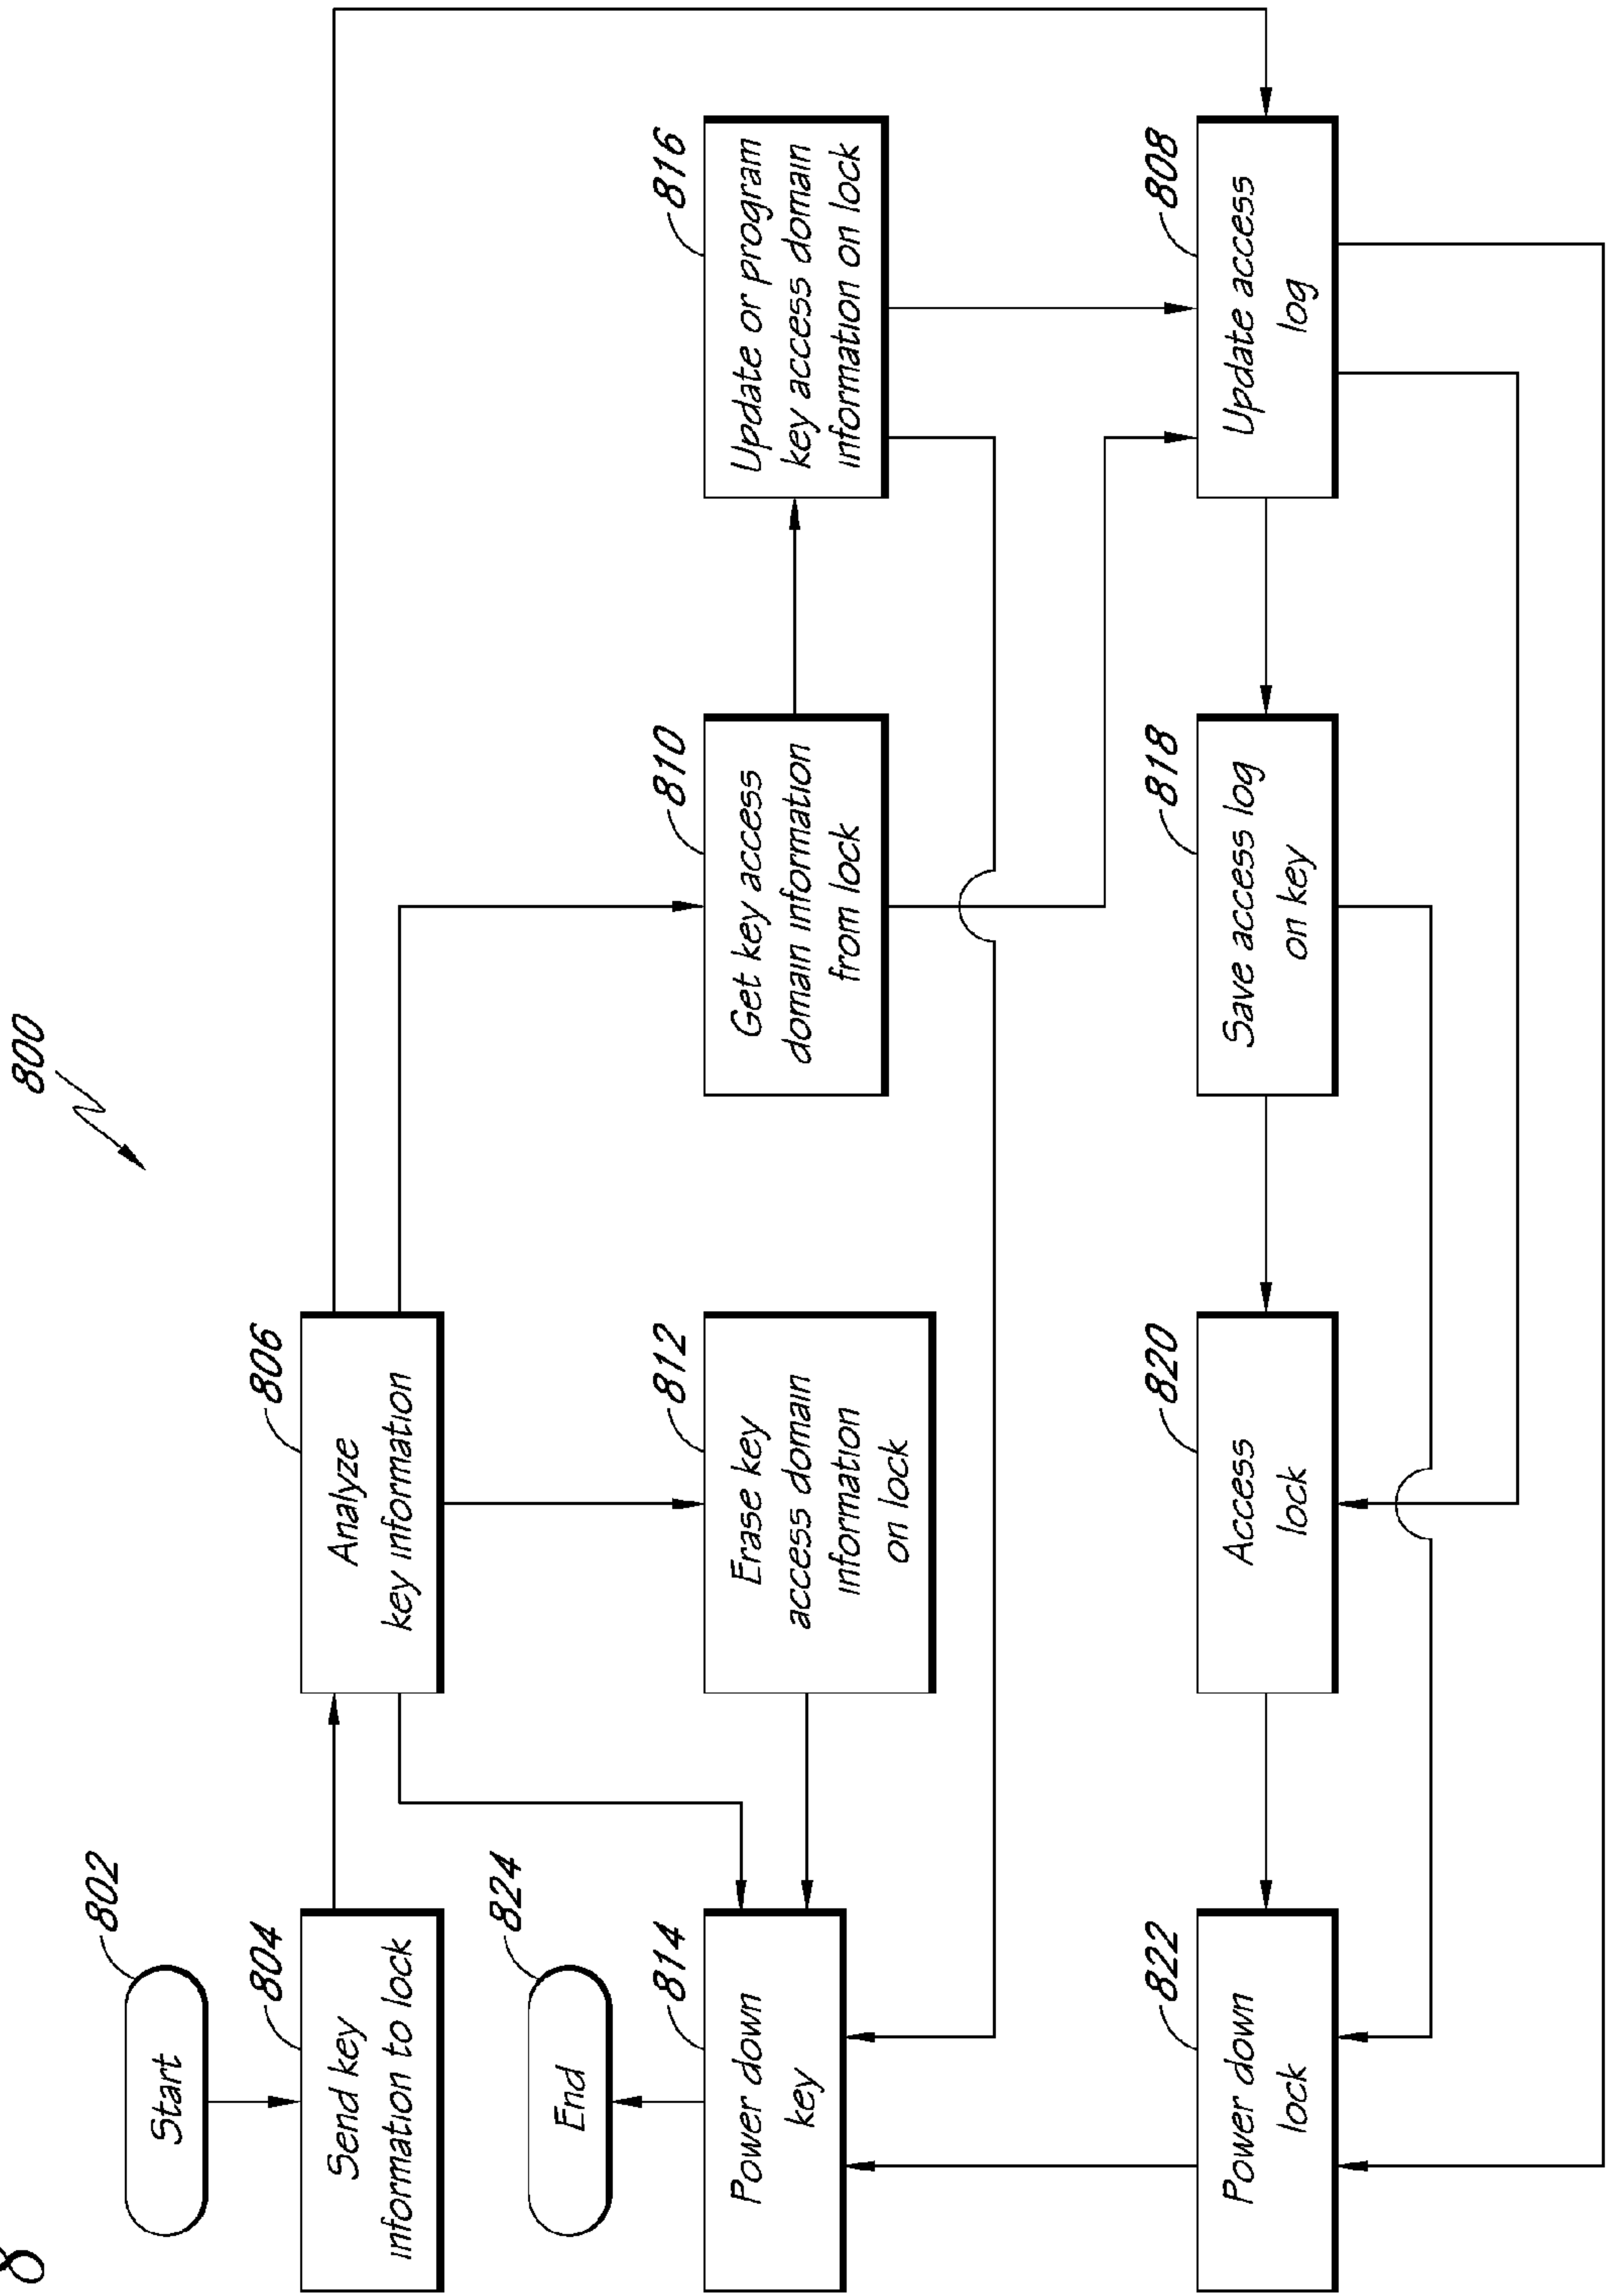 8
800
802
Start
804
Send key
information to lock
806
Analyze
key information
824
End
814
Power down
key
812
Erase key
access domain
information
on lock
810
Get key access
domain information
from lock
816
Update or program
key access domain
information on lock
822
Power down
lock
820
Access
lock
818
Save access log
on key
808
Update access
log